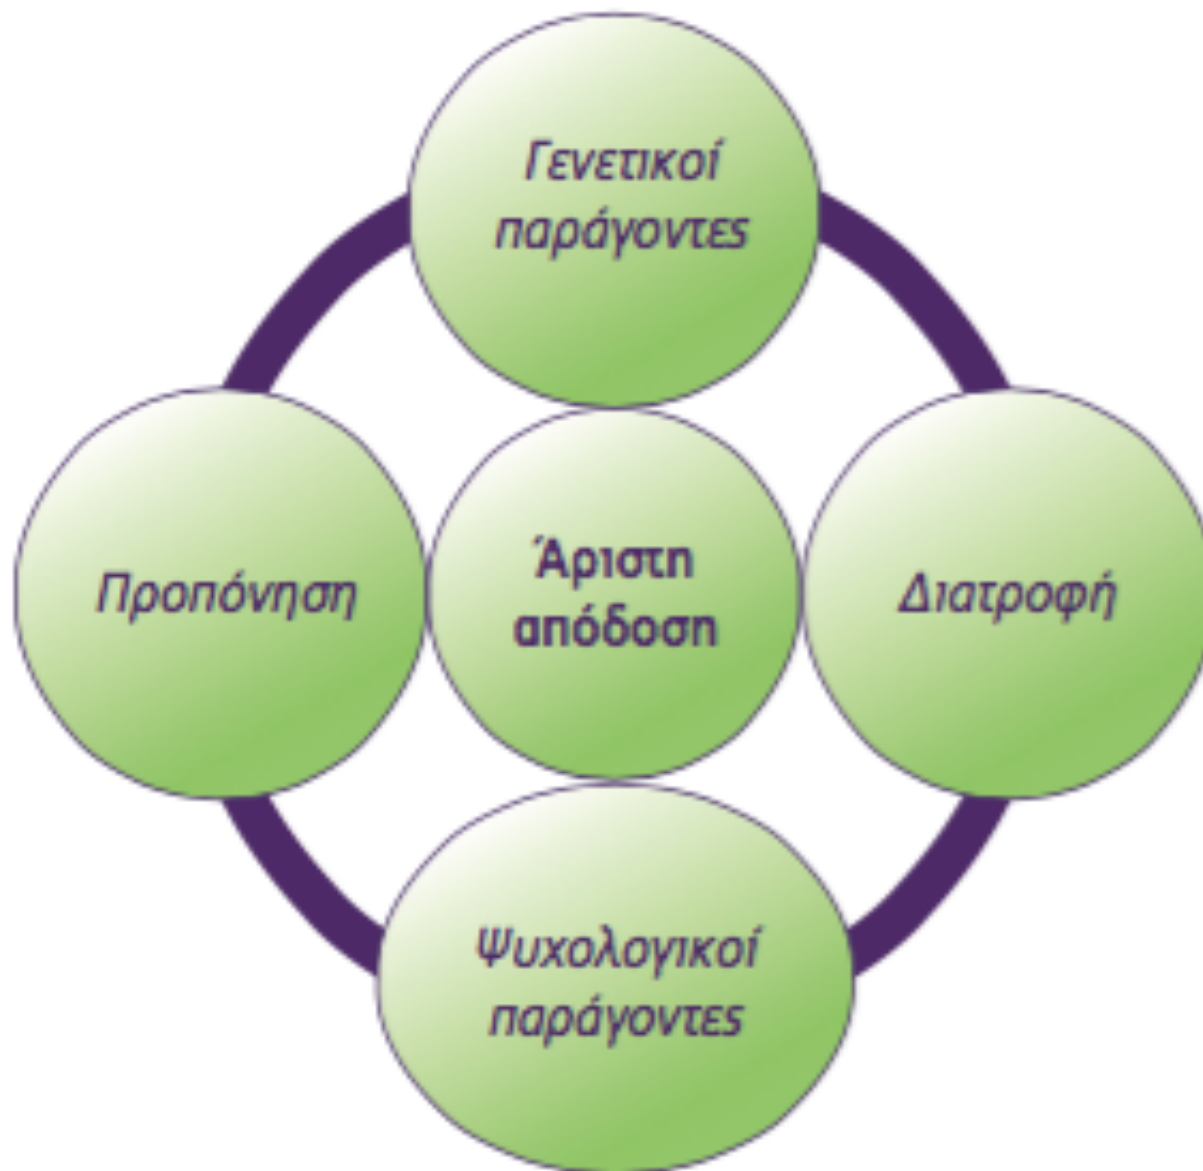 Γενετικοί
παράγοντες
Προπόνηση
Άριστη
απόδοση
Διατροφή
Ψυχολογικοί
παράγοντες